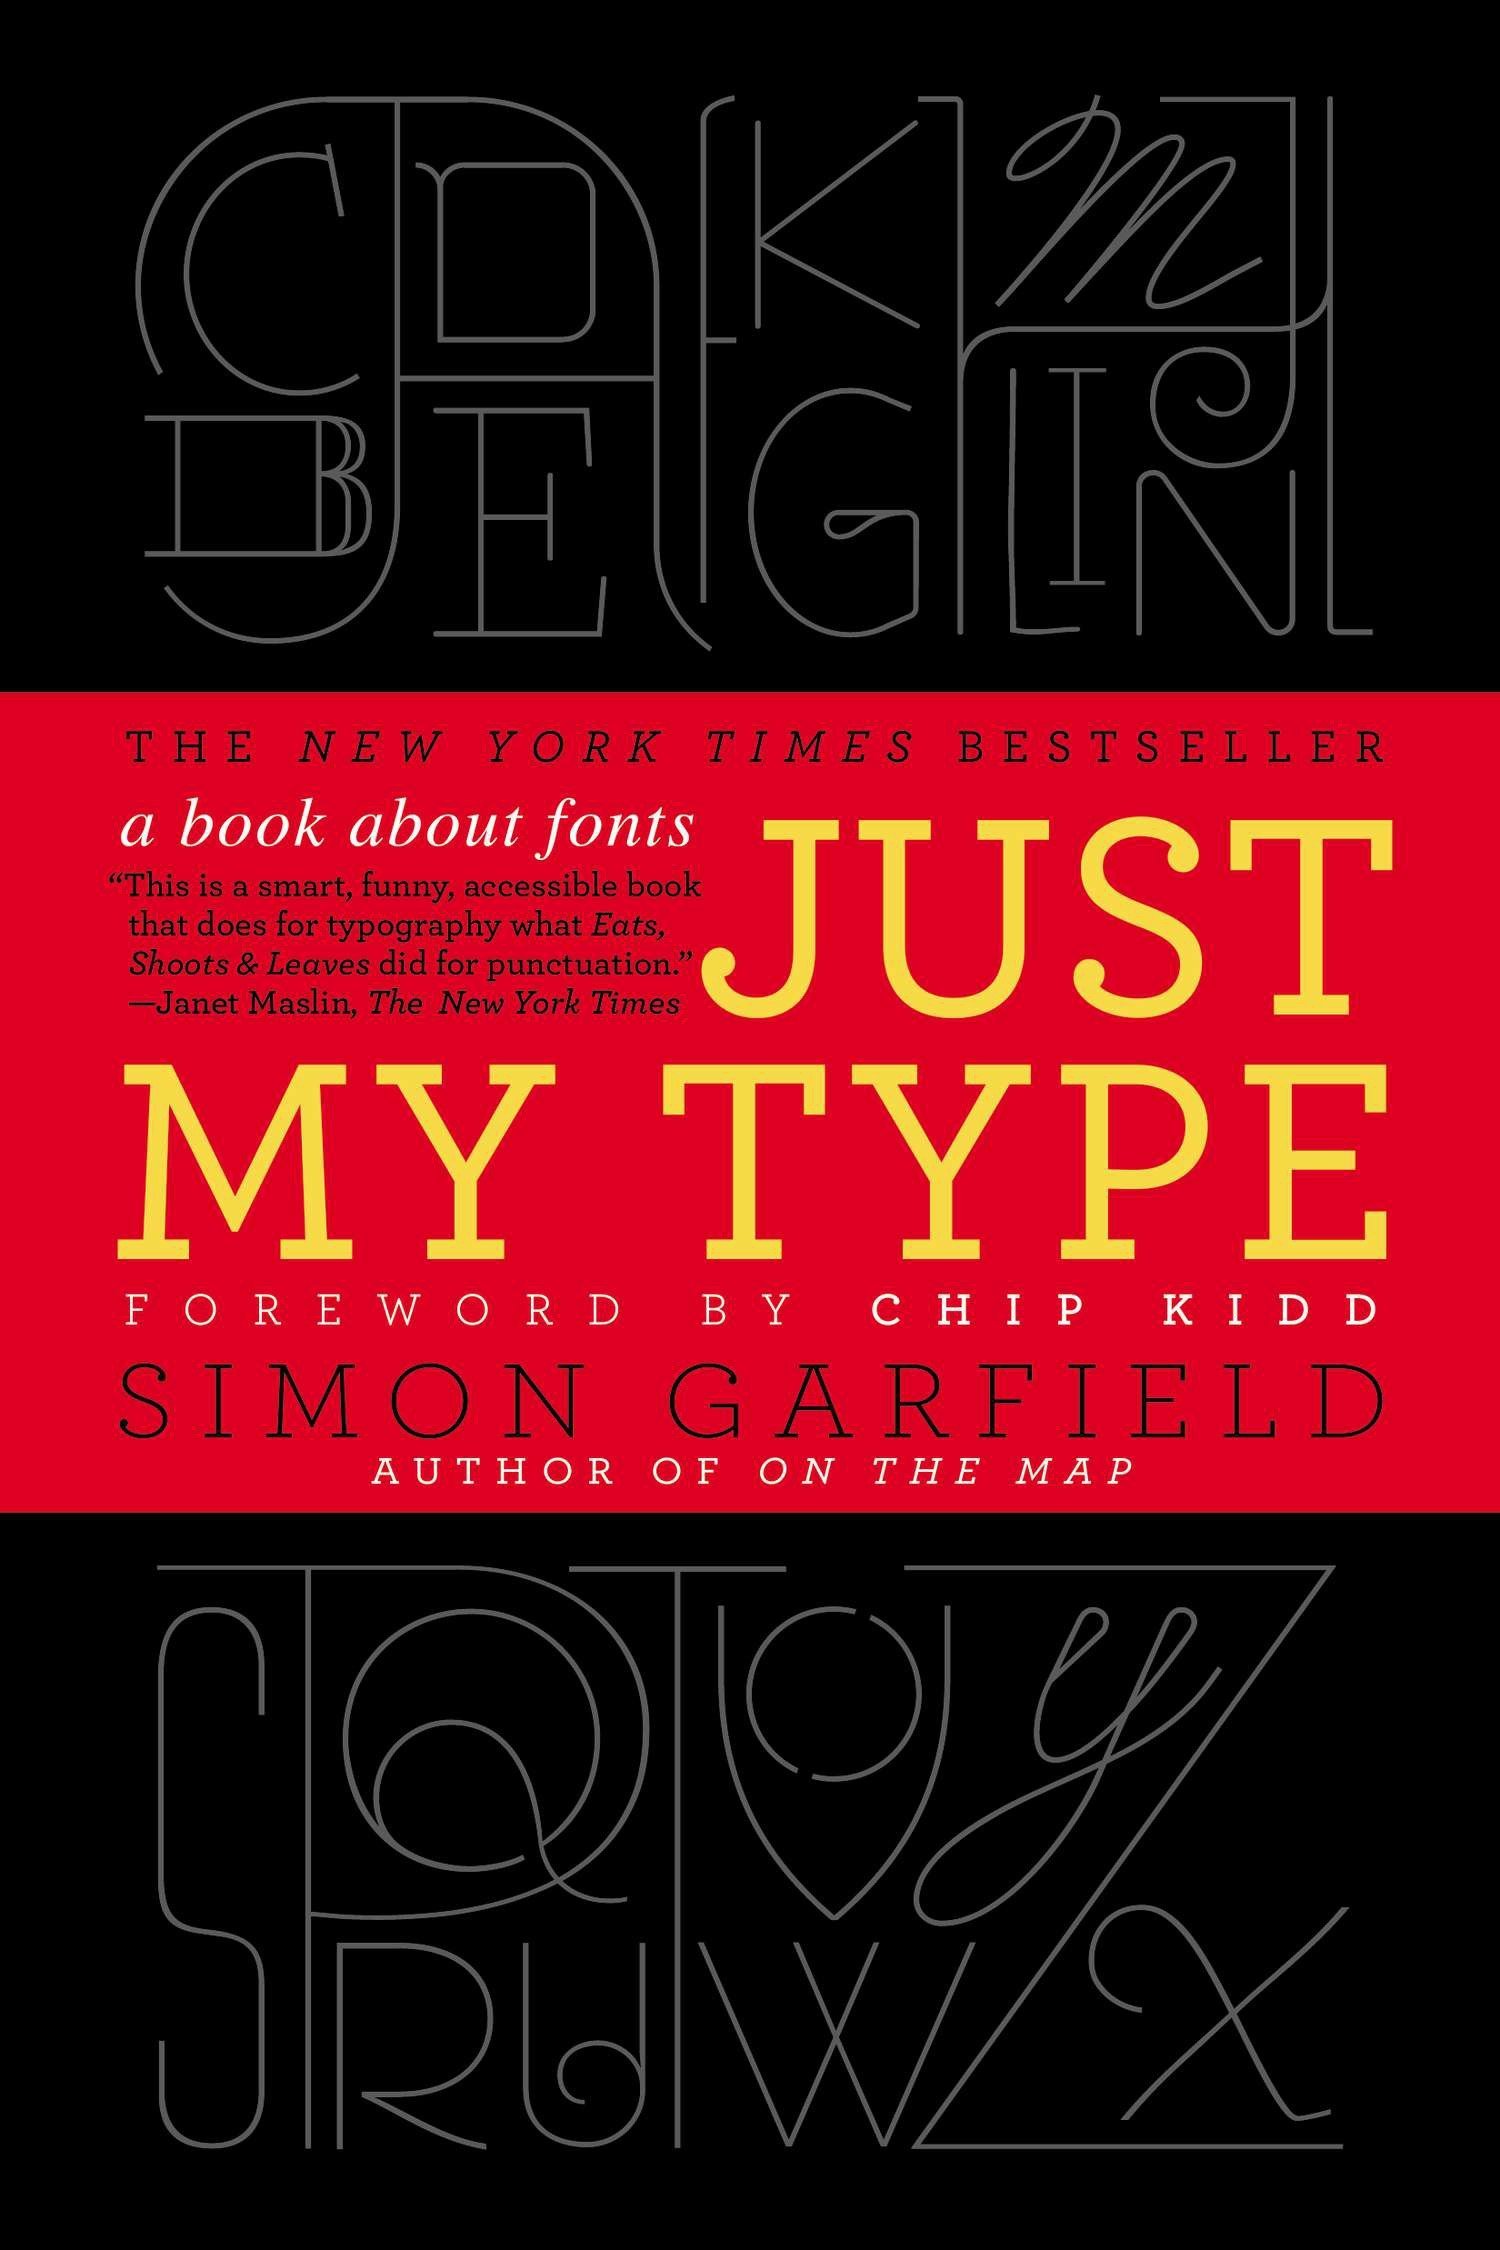 THE NEW YORK TIMES BESTSELLER
a book about fonts
“This is a smart, funny, accessible book
that does for typography what Eats,
Shoots & Leaves did for punctuation.”
—Janet Maslin, The New York Times
JUST
MY TYPE
FOREWORD BY CHIP KIDD
SIMON GARFIELD
AUTHOR OF ON THE MAP